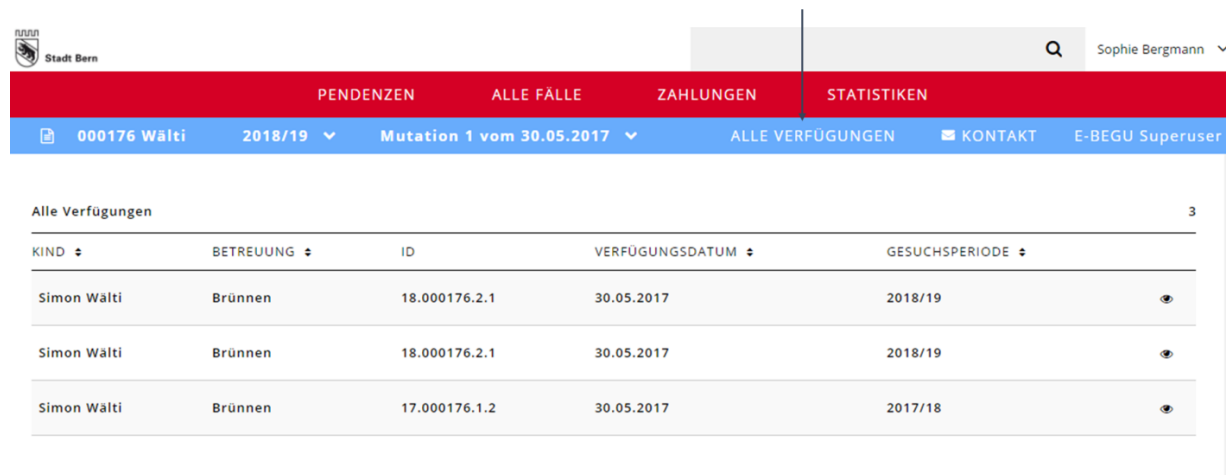 Stadt Bern
Sophie Bergmann
PENDENZEN ALLE FÄLLE ZAHLUNGEN STATISTIKEN
000176 Wälti 2018/19 Mutation 1 vom 30.05.2017 ALLE VERFÜGUNGEN KONTAKT E-BEGU Superuser
Alle Verfügungen 3
KIND BETREUUNG ID VERFÜGUNGSDATUM GESUCHSPERIODE
Simon Wälti Brünnen 18.000176.2.1 30.05.2017 2018/19
Simon Wälti Brünnen 18.000176.2.1 30.05.2017 2018/19
Simon Wälti Brünnen 17.000176.1.2 30.05.2017 2017/18